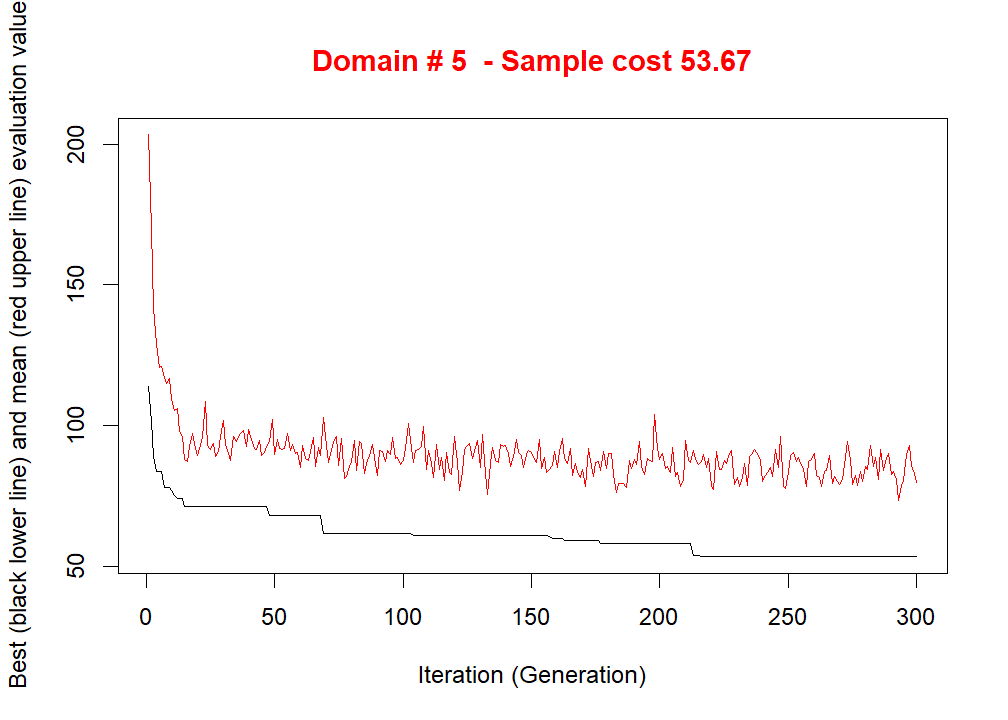 Domain # 5 - Sample cost 53.67
Best (black lower line) and mean (red upper line) evaluation value
200
150
100
50
0 50 100 150 200 250 300
Iteration (Generation)